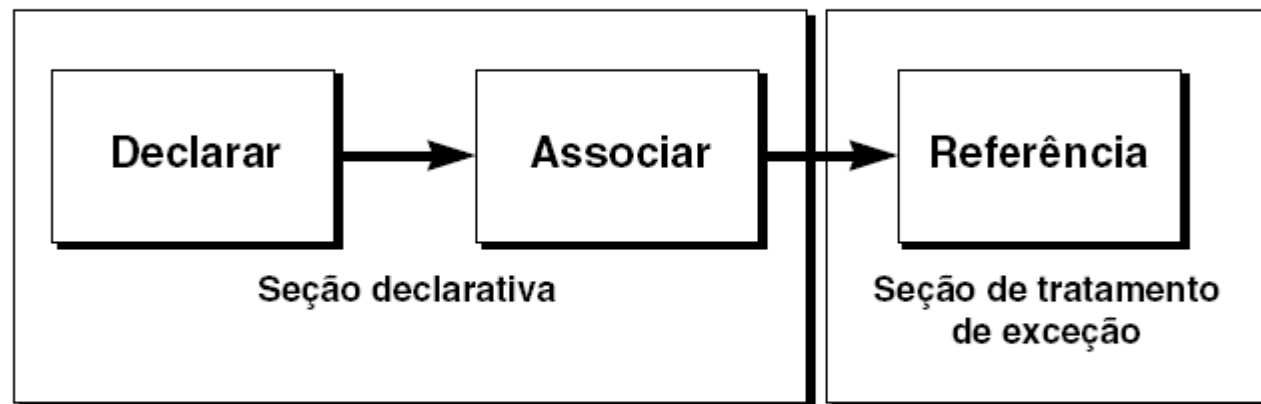 Declarar
Associar
Referência
Seção declarativa
Seção de tratamento
de exceção